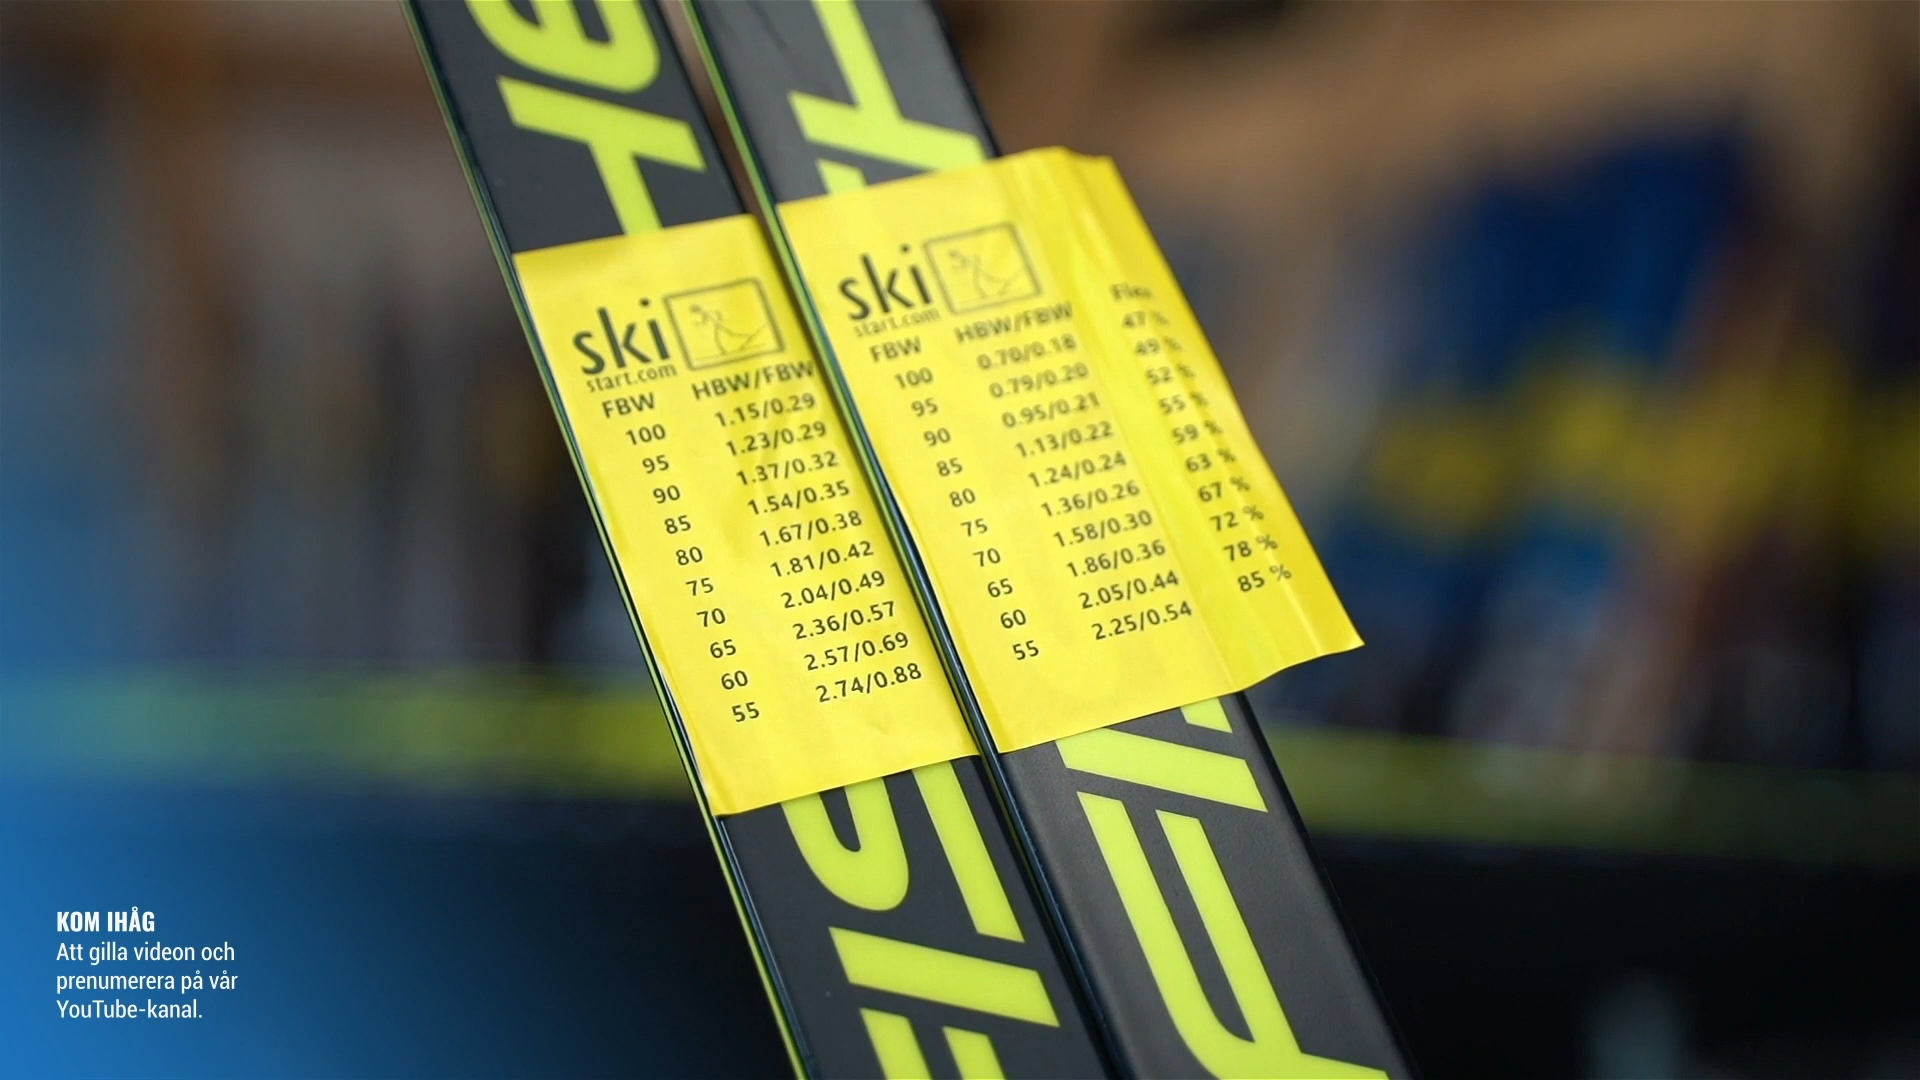 ski
start.com
FBW HBW/FBW
100 1.15/0.29
95 1.23/0.29
90 1.37/0.32
85 1.54/0.35
80 1.67/0.38
75 1.81/0.42
70 2.04/0.49
65 2.36/0.57
60 2.57/0.69
55 2.74/0.88
ski
start.com
FBW HBW/FBW Flex
100 0.70/0.18 47 %
95 0.79/0.20 49 %
90 0.95/0.21 52 %
85 1.13/0.22 55 %
80 1.24/0.24 59 %
75 1.36/0.26 63 %
70 1.58/0.30 67 %
65 1.86/0.36 72 %
60 2.05/0.44 78 %
55 2.25/0.54 85 %
KOM IHÅG
Att gilla videon och
prenumerera på vår
YouTube-kanal.